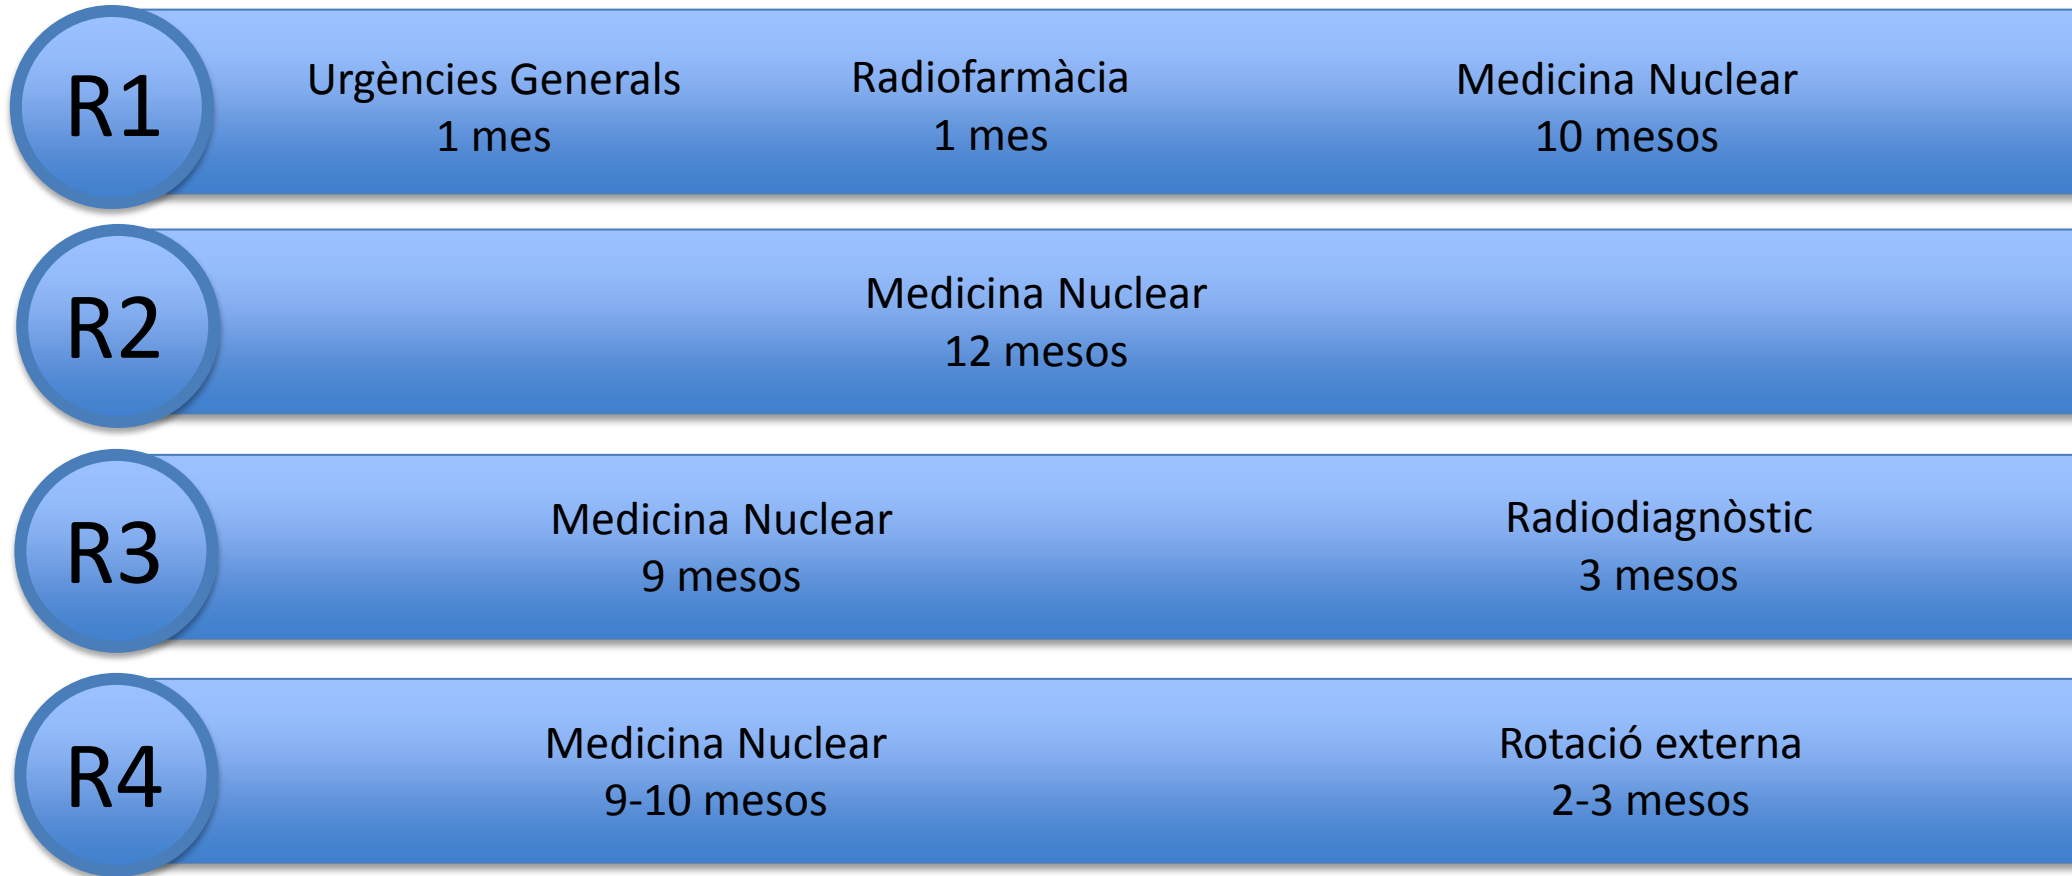 R1
Urgències Generals
1 mes
Radiofarmàcia
1 mes
Medicina Nuclear
10 mesos
R2
Medicina Nuclear
12 mesos
R3
Medicina Nuclear
9 mesos
Radiodiagnòstic
3 mesos
R4
Medicina Nuclear
9-10 mesos
Rotació externa
2-3 mesos